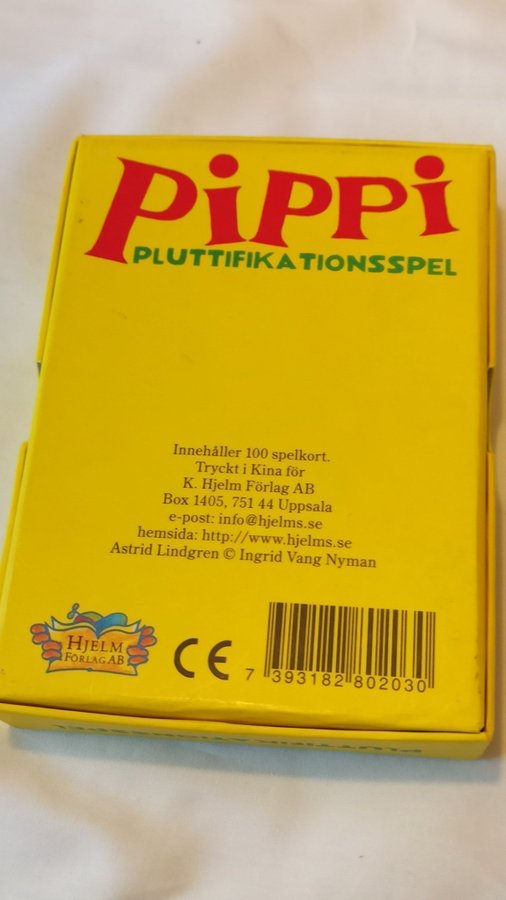 PiPPi
PLUTTIFIKATIONSSPEL
Innehåller 100 spelkort.
Tryckt i Kina för
K. Hjelm Förlag AB
Box 1405, 751 44 Uppsala
e-post: info@hjelms.se
hemsida: http://www.hjelms.se
Astrid Lindgren © Ingrid Vang Nyman
HJELM
FÖRLAG AB
CE
7 393182 802030
PLUTTIFIKATIONSSPEL